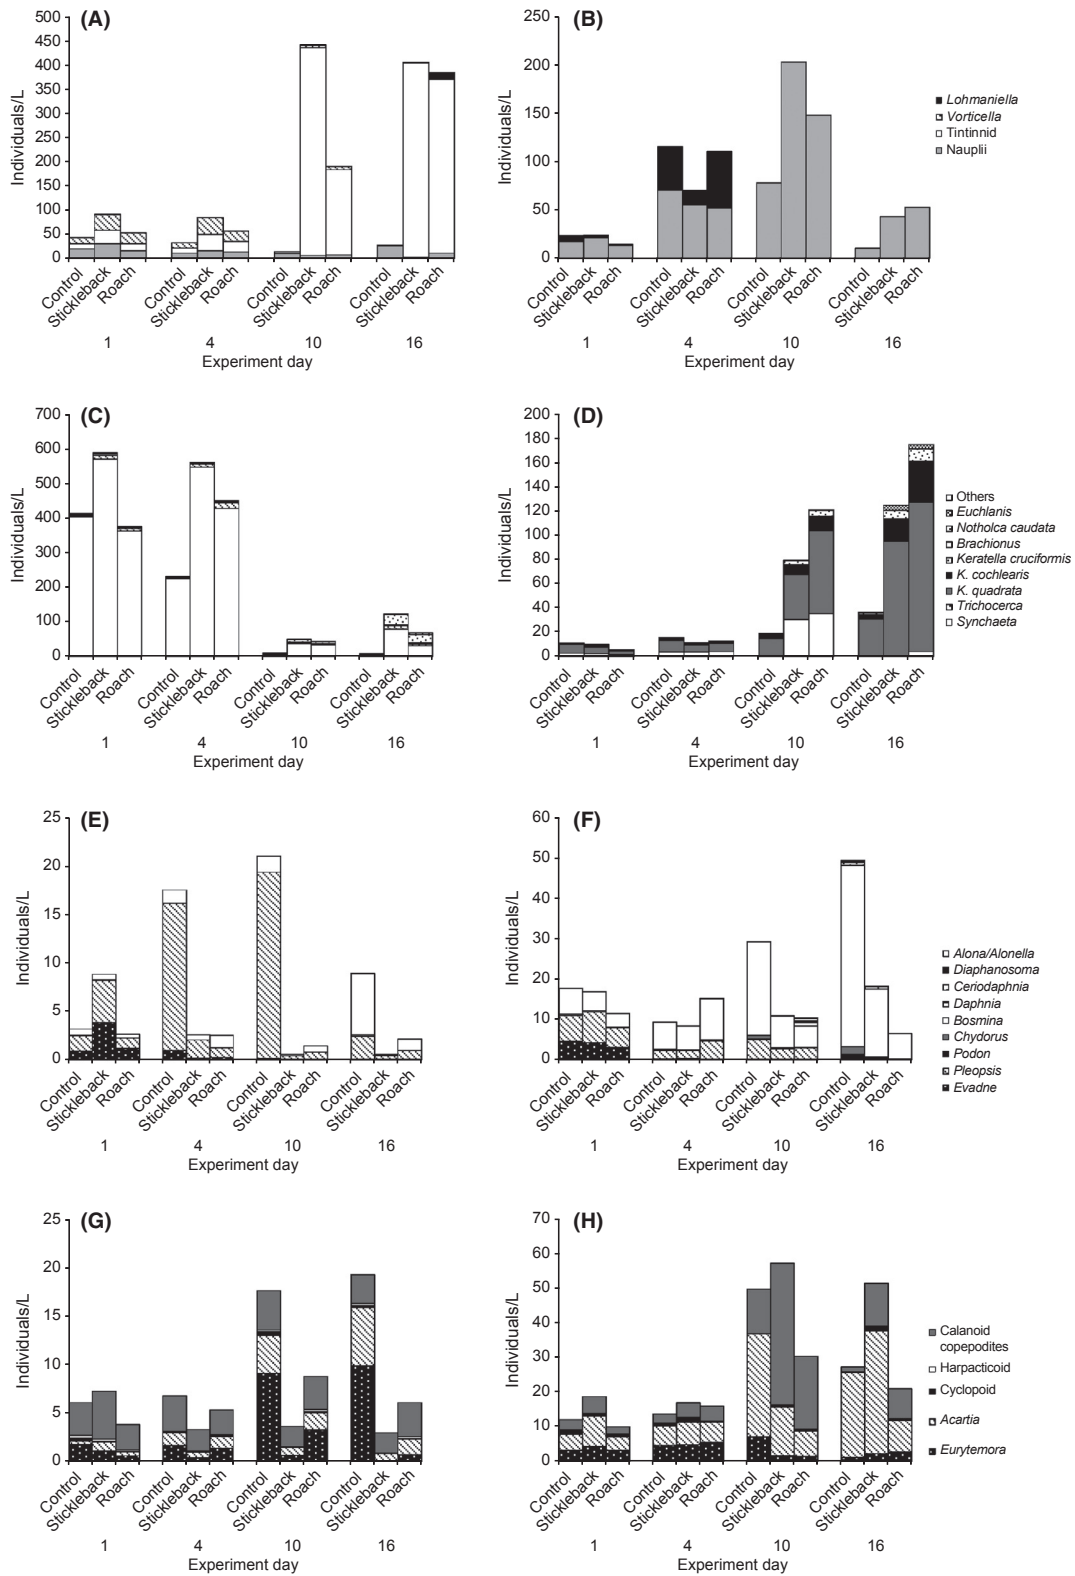 (A)
500
450
400
350
300
250
200
150
100
50
0
Individuals/L
Control
Stickleback
Roach
Control
Stickleback
Roach
Control
Stickleback
Roach
Control
Stickleback
Roach
1 4 10 16
Experiment day
(B)
250
200
150
100
50
0
Individuals/L
Control
Stickleback
Roach
Control
Stickleback
Roach
Control
Stickleback
Roach
Control
Stickleback
Roach
1 4 10 16
Experiment day
Lohmaniella
Vorticella
Tintinnid
Nauplii
(C)
700
600
500
400
300
200
100
0
Individuals/L
Control
Stickleback
Roach
Control
Stickleback
Roach
Control
Stickleback
Roach
Control
Stickleback
Roach
1 4 10 16
Experiment day
(D)
200
180
160
140
120
100
80
60
40
20
0
Individuals/L
Control
Stickleback
Roach
Control
Stickleback
Roach
Control
Stickleback
Roach
Control
Stickleback
Roach
1 4 10 16
Experiment day
Others
Euchlanis
Notholca caudata
Brachionus
Keratella cruciformis
K. cochlearis
K. quadrata
Trichocerca
Synchaeta
(E)
25
20
15
10
5
0
Individuals/L
Control
Stickleback
Roach
Control
Stickleback
Roach
Control
Stickleback
Roach
Control
Stickleback
Roach
1 4 10 16
Experiment day
(F)
60
50
40
30
20
10
0
Individuals/L
Control
Stickleback
Roach
Control
Stickleback
Roach
Control
Stickleback
Roach
Control
Stickleback
Roach
1 4 10 16
Experiment day
Alona/Alonella
Diaphanosoma
Ceriodaphnia
Daphnia
Bosmina
Chydorus
Podon
Pleopsis
Evadne
(G)
25
20
15
10
5
0
Individuals/L
Control
Stickleback
Roach
Control
Stickleback
Roach
Control
Stickleback
Roach
Control
Stickleback
Roach
1 4 10 16
Experiment day
(H)
70
60
50
40
30
20
10
0
Individuals/L
Control
Stickleback
Roach
Control
Stickleback
Roach
Control
Stickleback
Roach
Control
Stickleback
Roach
1 4 10 16
Experiment day
Calanoid
copepodites
Harpacticoid
Cyclopoid
Acartia
Eurytemora